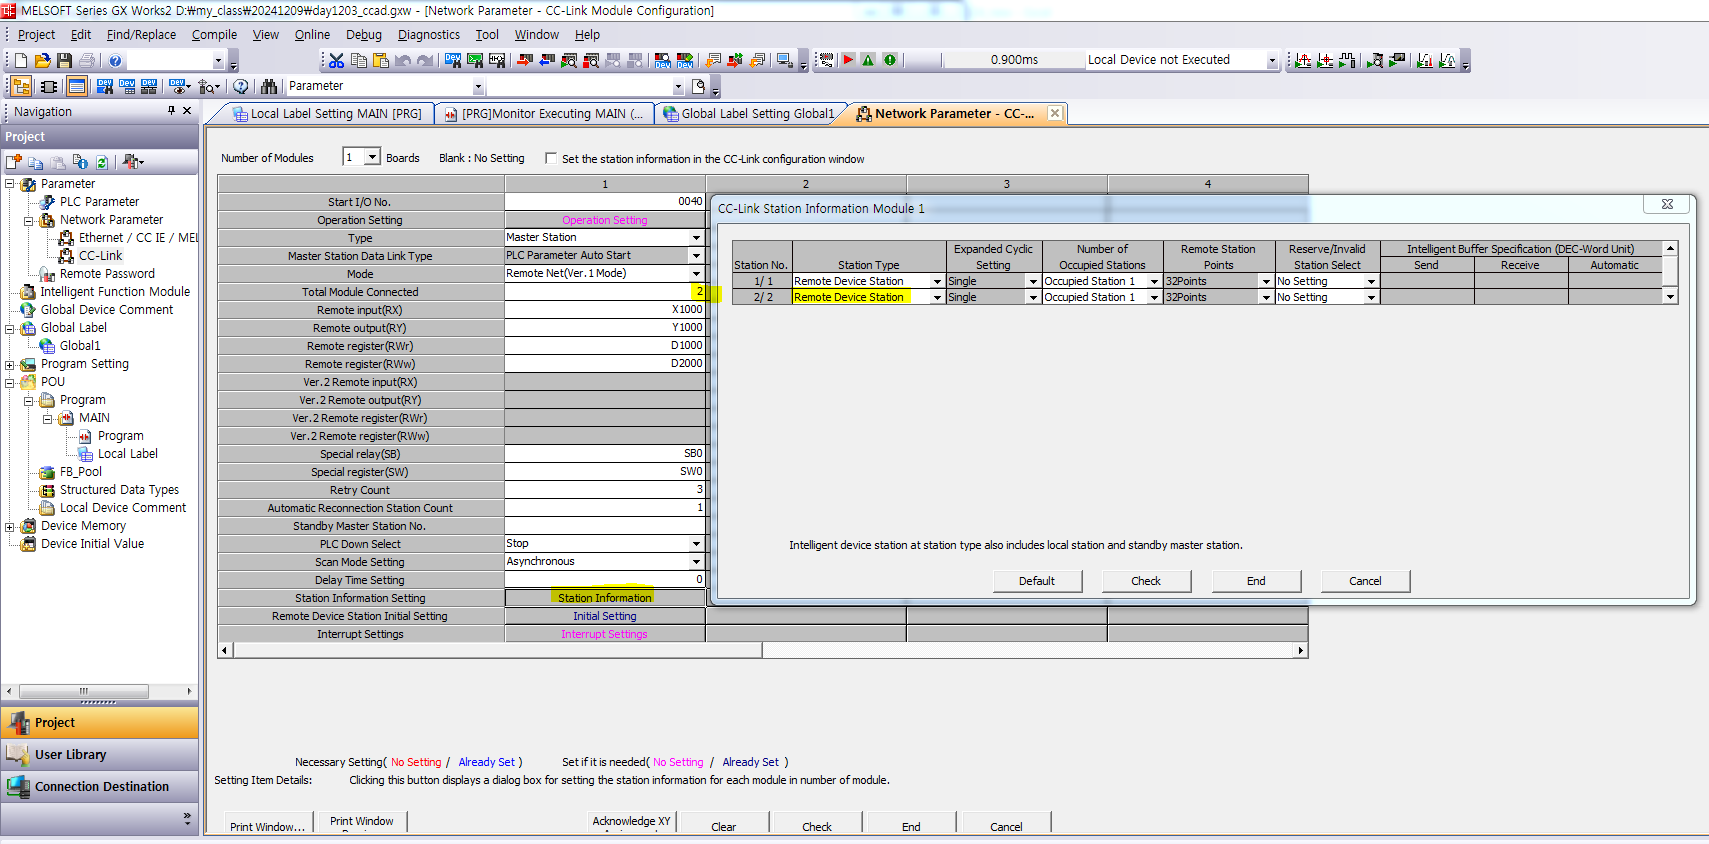 MELSOFT Series GX Works2 D:₩my_class₩20241209₩day1203_ccad.gxw - [Network Parameter - CC-Link Module Configuration]
Project Edit Find/Replace Compile View Online Debug Diagnostics Tool Window Help
0.900ms Local Device not Executed
Parameter
Navigation
Local Label Setting MAIN [PRG] [PRG]Monitor Executing MAIN (... Global Label Setting Global1 Network Parameter - CC-...
Project
Parameter
PLC Parameter
Network Parameter
Ethernet / CC IE / MEL
CC-Link
Remote Password
Intelligent Function Module
Global Device Comment
Global Label
Global1
Program Setting
POU
Program
MAIN
Program
Local Label
FB_Pool
Structured Data Types
Local Device Comment
Device Memory
Device Initial Value
Project
User Library
Connection Destination
Number of Modules 1 Boards Blank : No Setting Set the station information in the CC-Link configuration window
1 2 3 4
Start I/O No. 0040
Operation Setting Operation Setting
Type Master Station
Master Station Data Link Type PLC Parameter Auto Start
Mode Remote Net(Ver.1 Mode)
Total Module Connected 2
Remote input(RX) X1000
Remote output(RY) Y1000
Remote register(RWr) D1000
Remote register(RWw) D2000
Ver.2 Remote input(RX)
Ver.2 Remote output(RY)
Ver.2 Remote register(RWr)
Ver.2 Remote register(RWw)
Special relay(SB) SB0
Special register(SW) SW0
Retry Count 3
Automatic Reconnection Station Count 1
Standby Master Station No.
PLC Down Select Stop
Scan Mode Setting Asynchronous
Delay Time Setting 0
Station Information Setting Station Information
Remote Device Station Initial Setting Initial Setting
Interrupt Settings Interrupt Settings
CC-Link Station Information Module 1
Expanded Cyclic Number of Remote Station Reserve/Invalid Intelligent Buffer Specification (DEC-Word Unit)
Station No. Station Type Setting Occupied Stations Points Station Select Send Receive Automatic
1/ 1 Remote Device Station Single Occupied Station 1 32Points No Setting
2/ 2 Remote Device Station Single Occupied Station 1 32Points No Setting
Intelligent device station at station type also includes local station and standby master station.
Default Check End Cancel
Necessary Setting( No Setting / Already Set ) Set if it is needed( No Setting / Already Set )
Setting Item Details: Clicking this button displays a dialog box for setting the station information for each module in number of module.
Print Window... Print Window Acknowledge XY Clear Check End Cancel